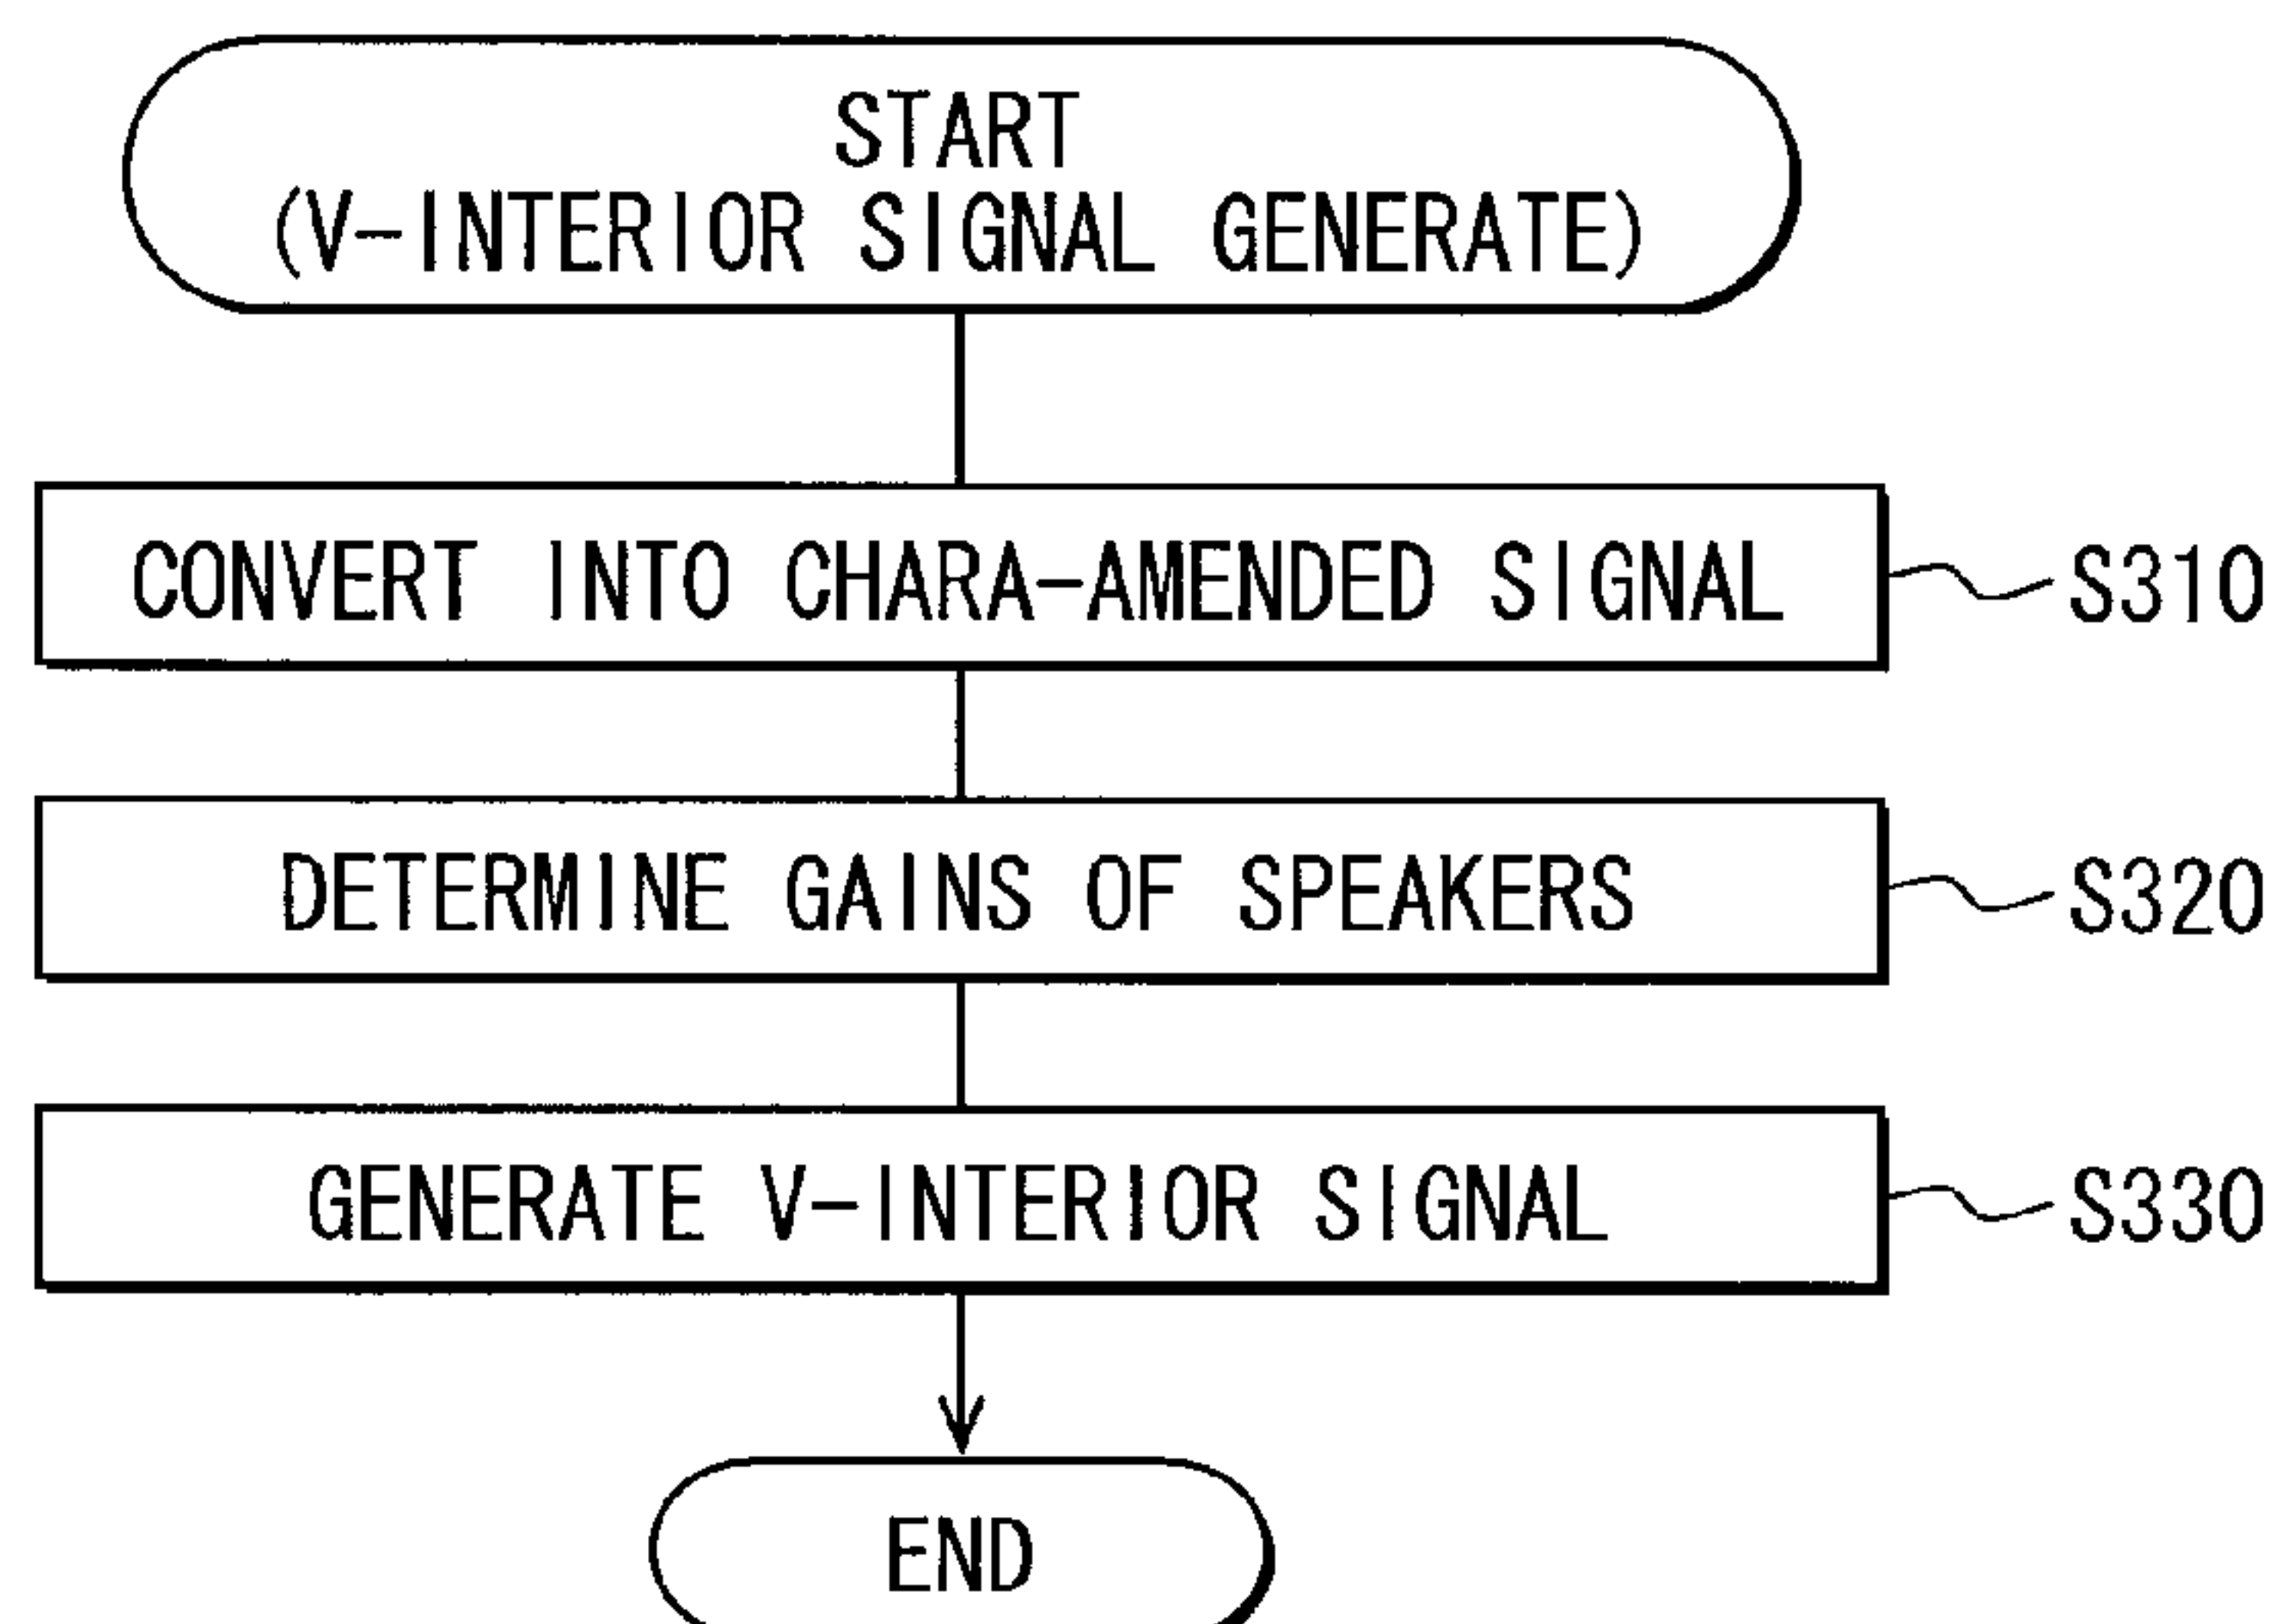 START
(V-INTERIOR SIGNAL GENERATE)
CONVERT INTO CHARA-AMENDED SIGNAL
S310
DETERMINE GAINS OF SPEAKERS
S320
GENERATE V-INTERIOR SIGNAL
S330
END